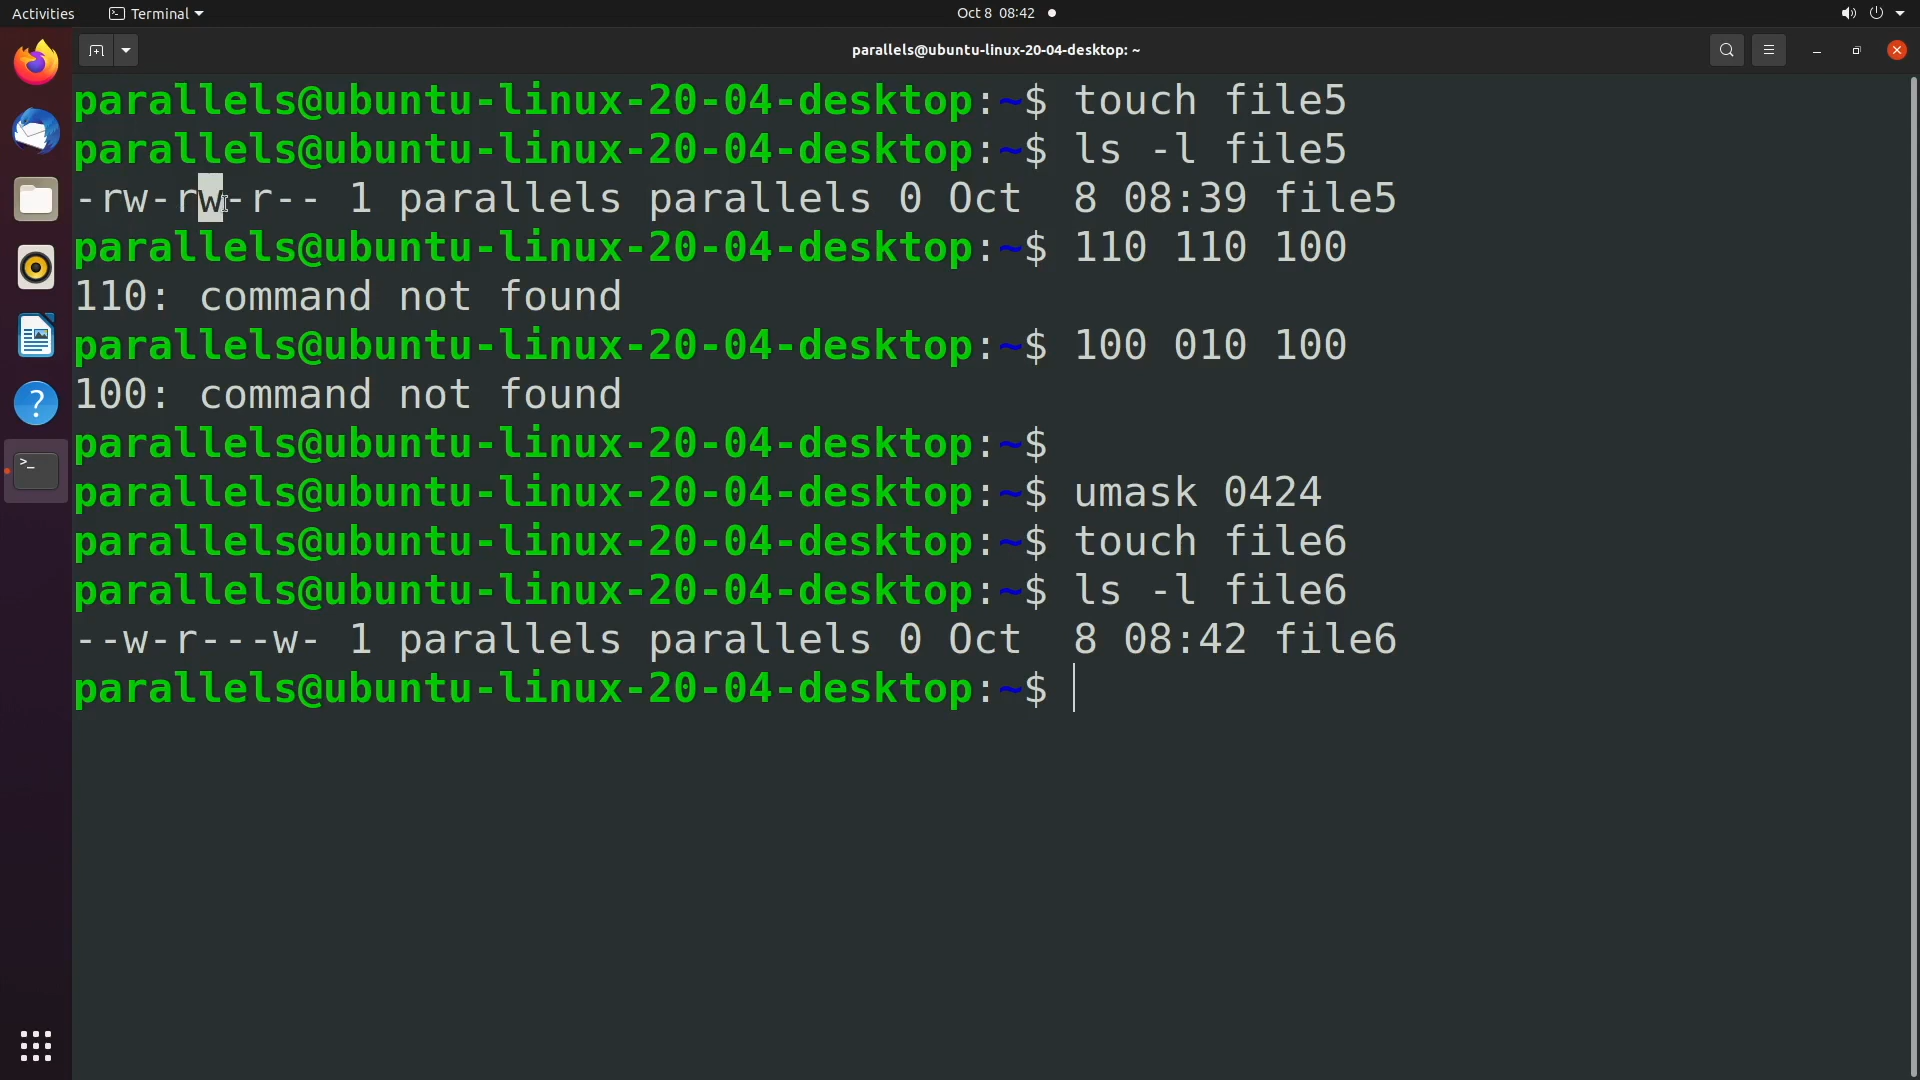 Activities Terminal Oct 8 08:42
parallels@ubuntu-linux-20-04-desktop: ~
parallels@ubuntu-linux-20-04-desktop:~$ touch file5
parallels@ubuntu-linux-20-04-desktop:~$ ls -l file5
-rw-rw-r-- 1 parallels parallels 0 Oct  8 08:39 file5
parallels@ubuntu-linux-20-04-desktop:~$ 110 110 100
110: command not found
parallels@ubuntu-linux-20-04-desktop:~$ 100 010 100
100: command not found
parallels@ubuntu-linux-20-04-desktop:~$
parallels@ubuntu-linux-20-04-desktop:~$ umask 0424
parallels@ubuntu-linux-20-04-desktop:~$ touch file6
parallels@ubuntu-linux-20-04-desktop:~$ ls -l file6
--w-r---w- 1 parallels parallels 0 Oct  8 08:42 file6
parallels@ubuntu-linux-20-04-desktop:~$